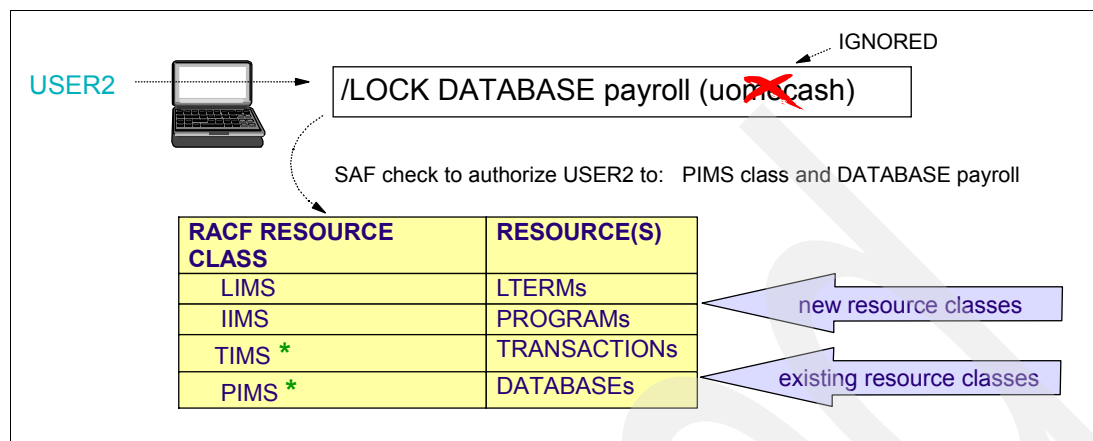 IGNORED
USER2
/LOCK DATABASE payroll (uomecash)
SAF check to authorize USER2 to: PIMS class and DATABASE payroll
RACF RESOURCE CLASS
RESOURCE(S)
LIMS LTERMs
IIMS PROGRAMs
new resource classes
TIMS * TRANSACTIONs
PIMS * DATABASEs
existing resource classes